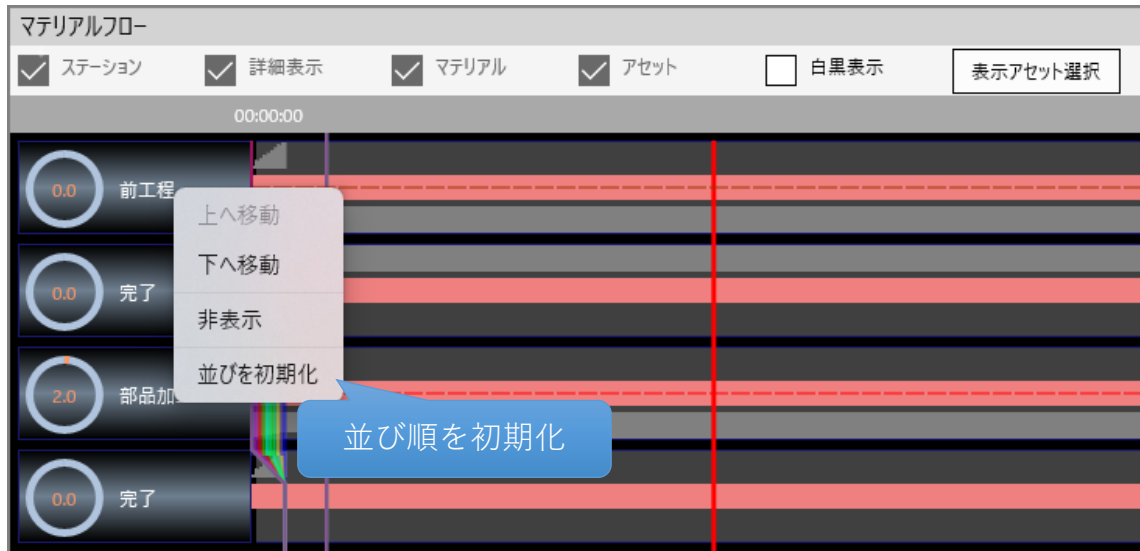 マテリアルフロー
ステーション 詳細表示 マテリアル アセット 白黒表示 表示アセット選択
00:00:00
0.0 前工程
上へ移動
下へ移動
0.0 完了
非表示
並びを初期化
2.0 部品加
並び順を初期化
0.0 完了